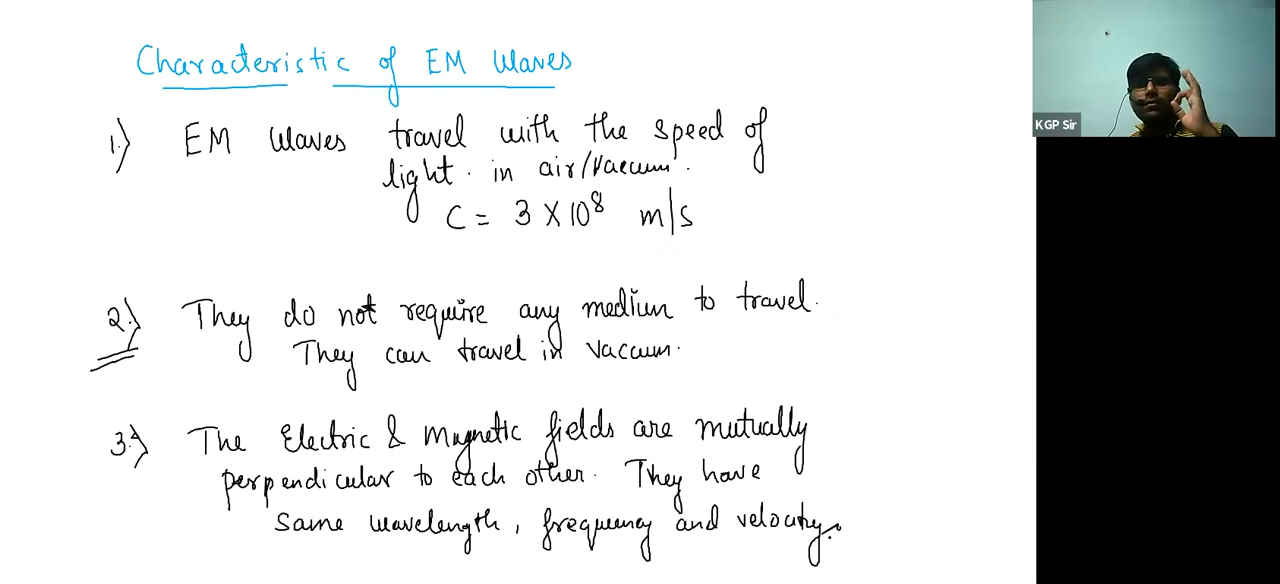 Characteristic of EM Waves
1.) EM Waves travel with the speed of
light. in air/Vaccum.
C = 3 X 10⁸ m/s
2.) They do not require any medium to travel.
They can travel in Vaccum.
3.) The Electric & Magnetic fields are mutually
perpendicular to each other. They have
same wavelength, frequency and velocity.
KGP Sir